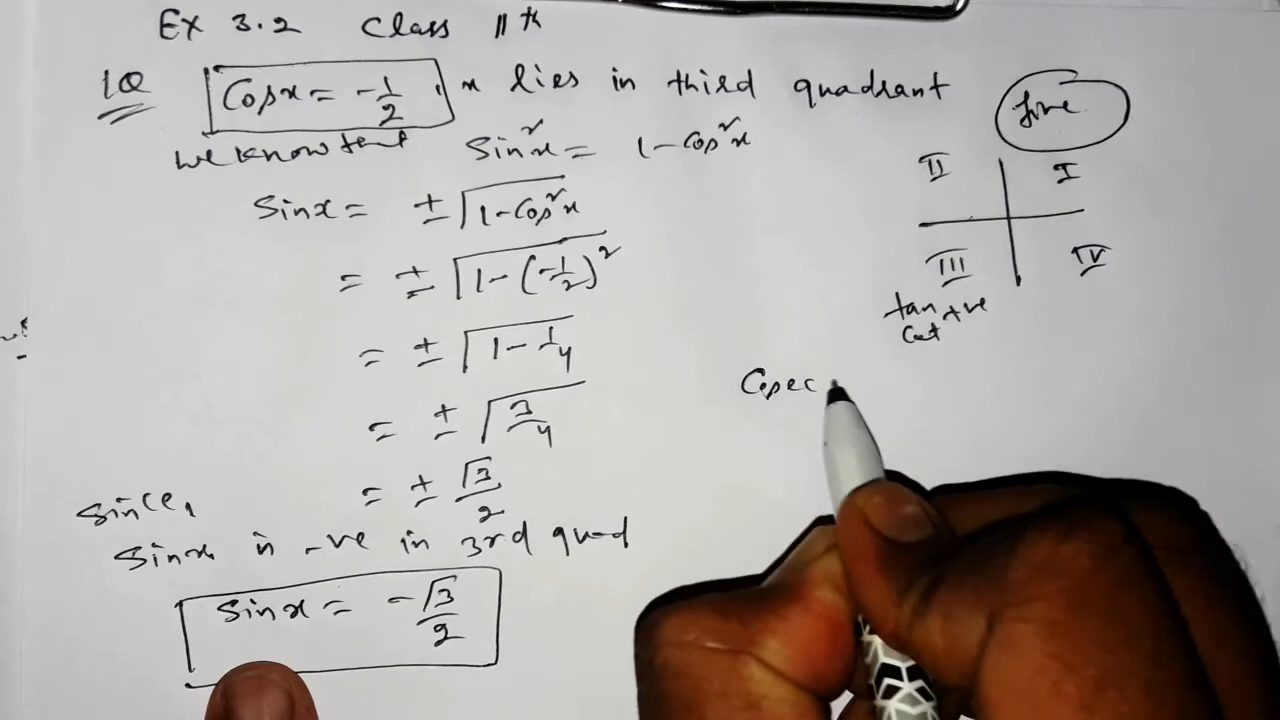 Ex 3.2 Class 11th
1Q Cosx = -1/2, x lies in third quadrant
we know that Sin²x = 1 - Cos²x
Sinx = ± √1-Cos²x
= ± √1-(-1/2)²
= ± √1-1/4
= ± √3/4
= ± √3/2
Since,
Sinx is -ve in 3rd quad
Sinx = -√3/2
II I
III IV
tan +ve
Cot
Cosec